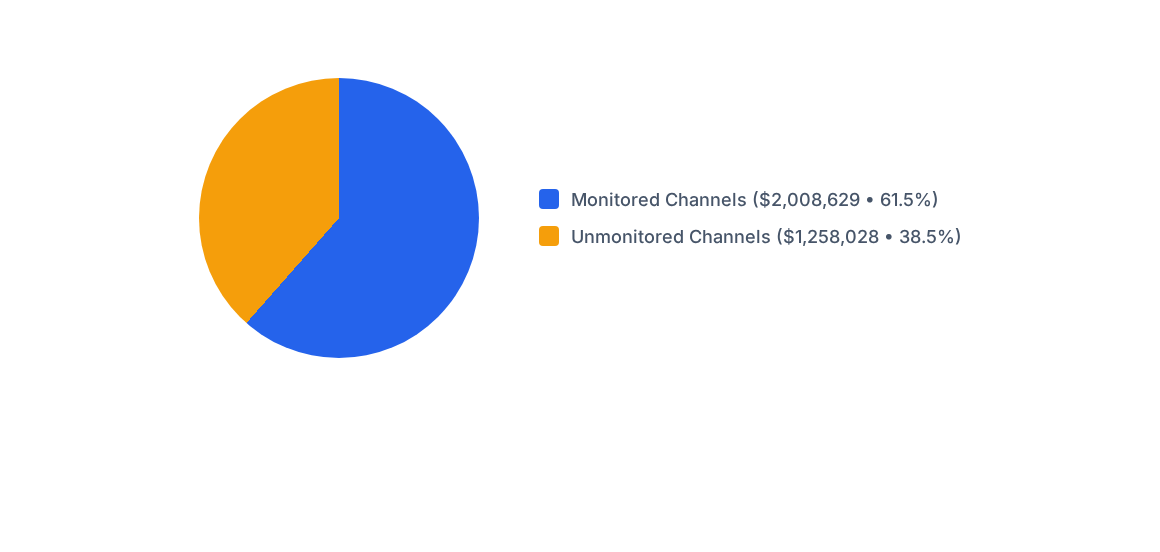 Monitored Channels ($2,008,629 • 61.5%)
Unmonitored Channels ($1,258,028 • 38.5%)